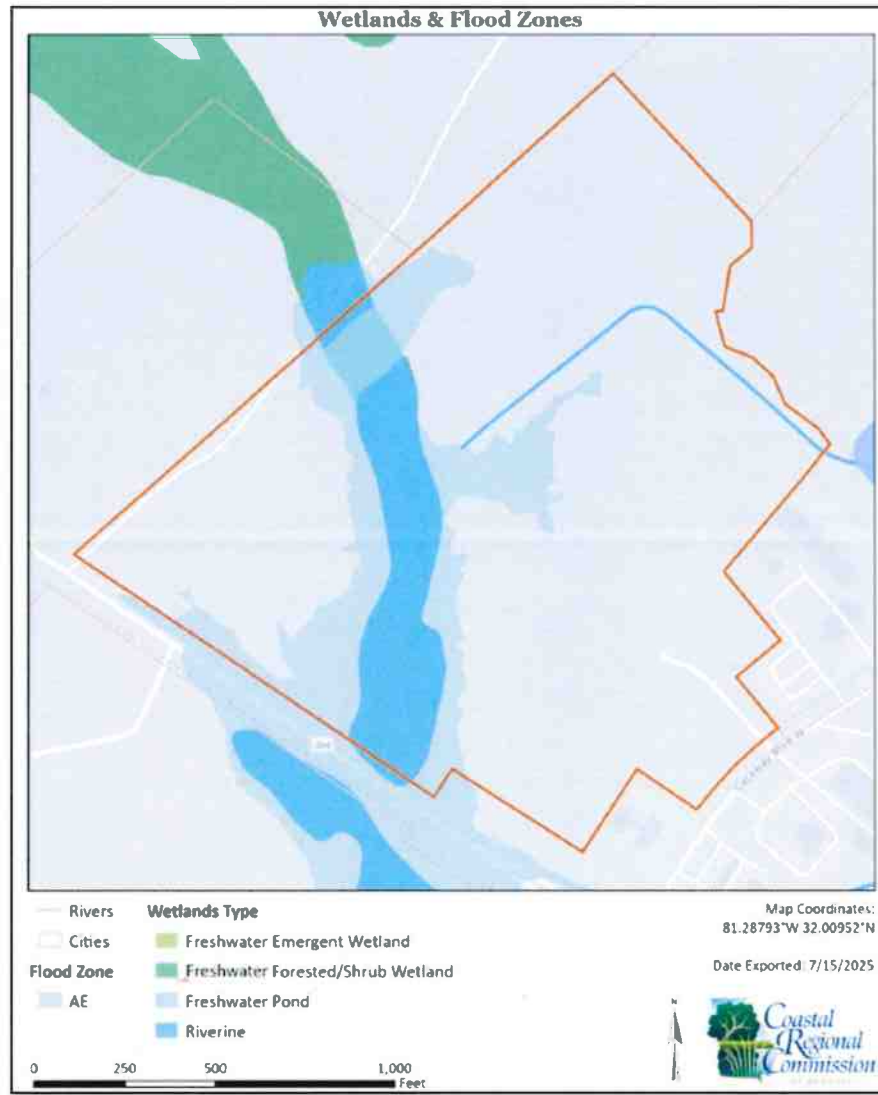 Wetlands & Flood Zones
Rivers
Cities
Flood Zone
AE
Wetlands Type
Freshwater Emergent Wetland
Freshwater Forested/Shrub Wetland
Freshwater Pond
Riverine
Map Coordinates:
81.28793°W 32.00952°N
Date Exported: 7/15/2025
0 250 500 1,000
Feet
N
Coastal
Regional
Commission